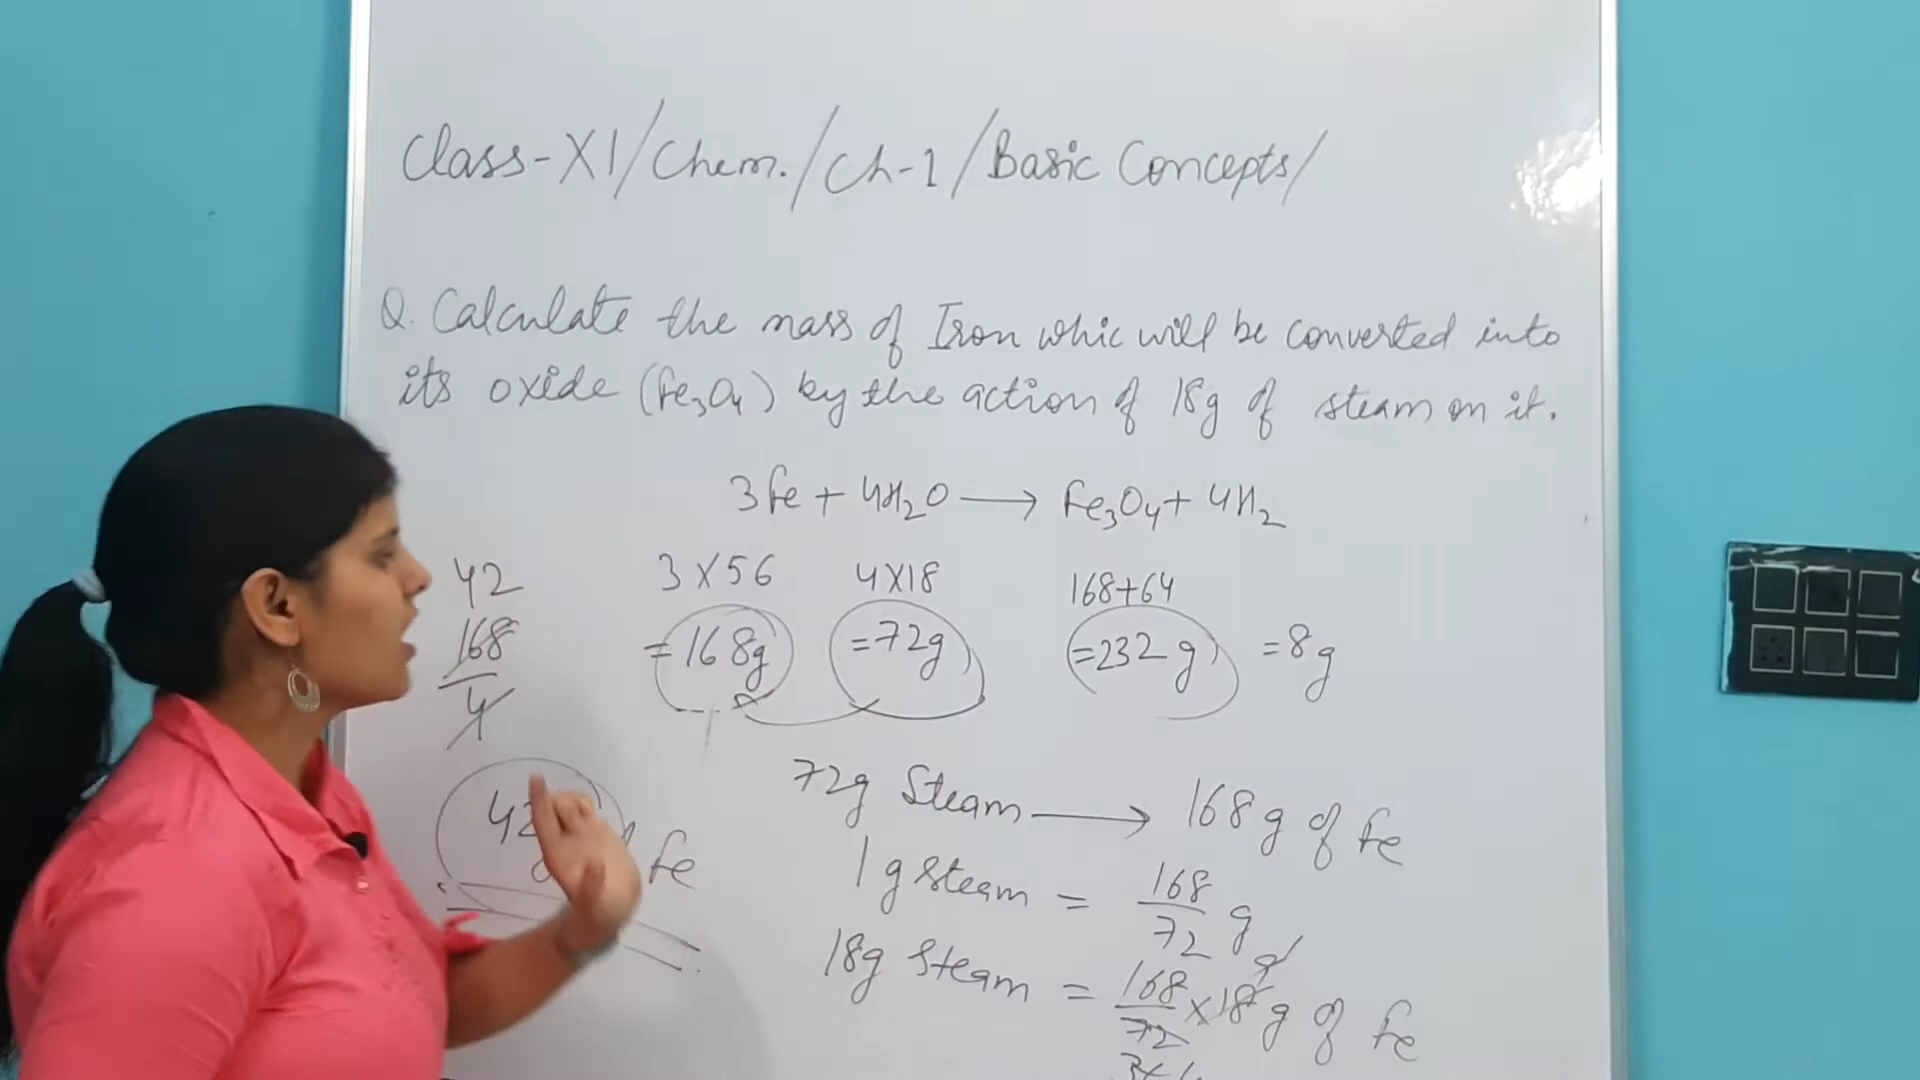 Class-XI/Chem./Ch-1/Basic Concepts/
Q. Calculate the mass of Iron whic will be converted into
its oxide (Fe₃O₄) by the action of 18g of steam on it.
3Fe + 4H₂O ⟶ Fe₃O₄ + 4H₂
3×56 4×18 168+64
=168g =72g =232g =8g
42
168
4
42 Fe
72g Steam ⟶ 168g of Fe
1g steam = 168/72 g
18g Steam = 168/72 ×18 g of Fe